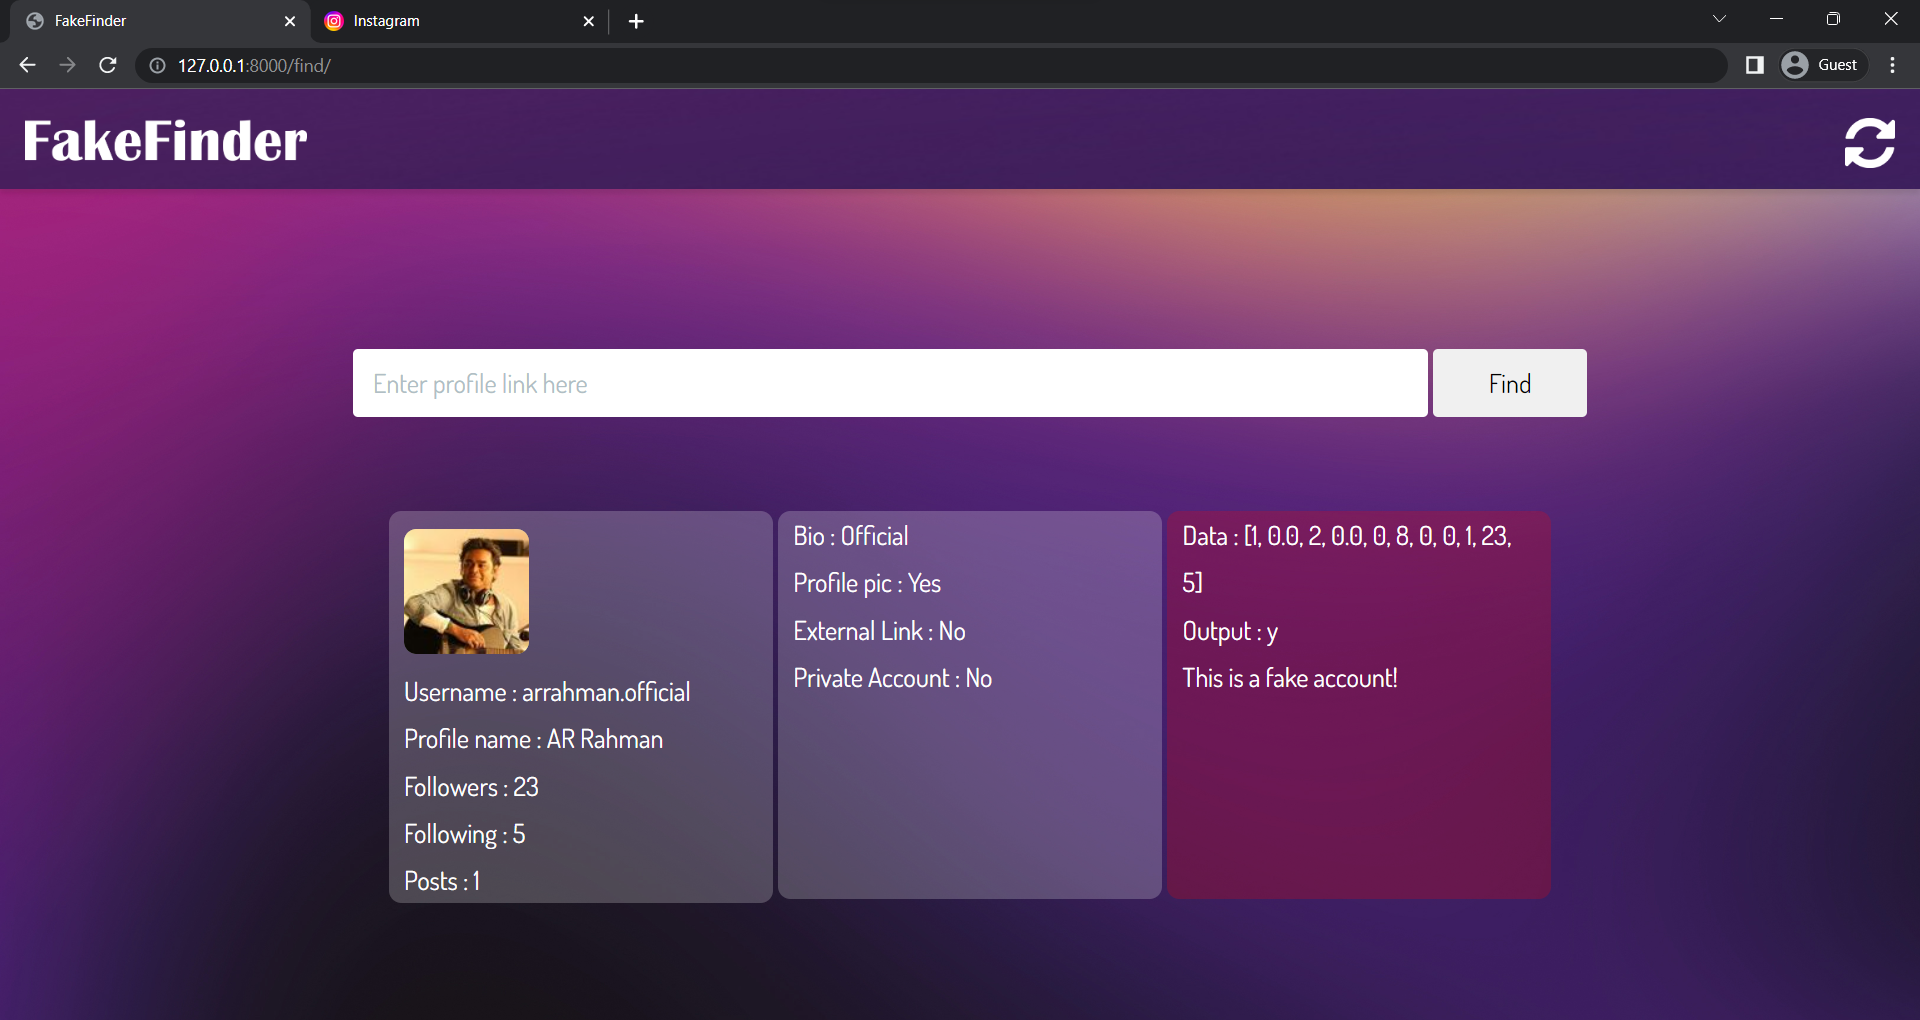 FakeFinder
Instagram
127.0.0.1:8000/find/
Guest
FakeFinder
Enter profile link here
Find
Username : arrahman.official
Profile name : AR Rahman
Followers : 23
Following : 5
Posts : 1
Bio : Official
Profile pic : Yes
External Link : No
Private Account : No
Data : [1, 0.0, 2, 0.0, 0, 8, 0, 0, 1, 23,
5]
Output : y
This is a fake account!